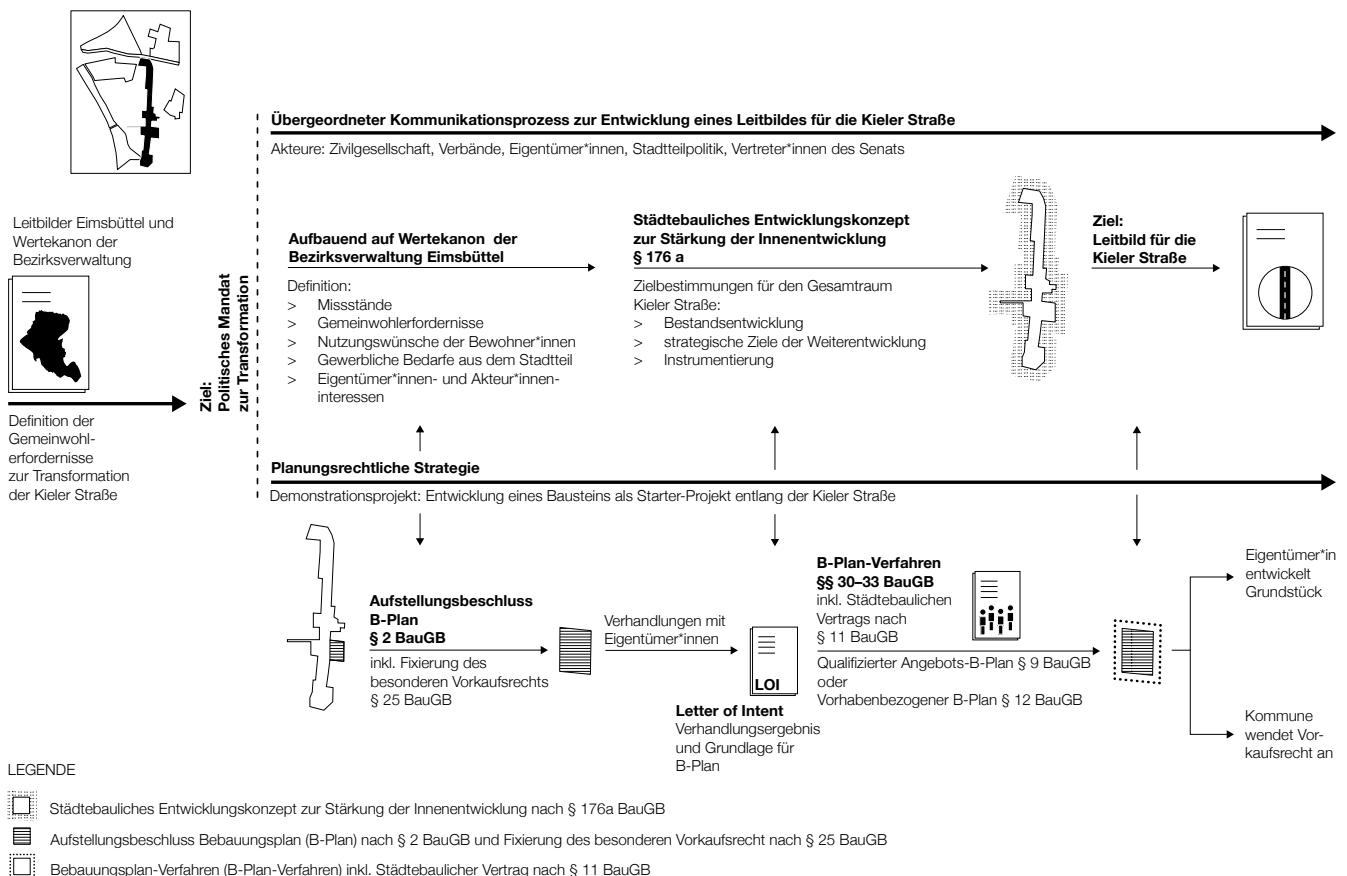 Übergeordneter Kommunikationsprozess zur Entwicklung eines Leitbildes für die Kieler Straße
Akteure: Zivilgesellschaft, Verbände, Eigentümer*innen, Stadtteilpolitik, Vertreter*innen des Senats
Leitbilder Eimsbüttel und
Wertekanon der
Bezirksverwaltung
Definition der
Gemeinwohl-
erfordernisse
zur Transformation
der Kieler Straße
Ziel:
Politisches Mandat
zur Transformation
Aufbauend auf Wertekanon der
Bezirksverwaltung Eimsbüttel
Definition:
> Missstände
> Gemeinwohlerfordernisse
> Nutzungswünsche der Bewohner*innen
> Gewerbliche Bedarfe aus dem Stadtteil
> Eigentümer*innen- und Akteur*innen-
interessen
Städtebauliches Entwicklungskonzept
zur Stärkung der Innenentwicklung
§ 176 a
Zielbestimmungen für den Gesamtraum
Kieler Straße:
> Bestandsentwicklung
> strategische Ziele der Weiterentwicklung
> Instrumentierung
Ziel:
Leitbild für die
Kieler Straße
Planungsrechtliche Strategie
Demonstrationsprojekt: Entwicklung eines Bausteins als Starter-Projekt entlang der Kieler Straße
Aufstellungsbeschluss
B-Plan
§ 2 BauGB
inkl. Fixierung des
besonderen Vorkaufsrechts
§ 25 BauGB
Verhandlungen mit
Eigentümer*innen
LOI
Letter of Intent
Verhandlungsergebnis
und Grundlage für
B-Plan
B-Plan-Verfahren
§§ 30–33 BauGB
inkl. Städtebaulichen
Vertrags nach
§ 11 BauGB
Qualifizierter Angebots-B-Plan § 9 BauGB
oder
Vorhabenbezogener B-Plan § 12 BauGB
Eigentümer*in
entwickelt
Grundstück
Kommune
wendet Vor-
kaufsrecht an
LEGENDE
Städtebauliches Entwicklungskonzept zur Stärkung der Innenentwicklung nach § 176a BauGB
Aufstellungsbeschluss Bebauungsplan (B-Plan) nach § 2 BauGB und Fixierung des besonderen Vorkaufsrecht nach § 25 BauGB
Bebauungsplan-Verfahren (B-Plan-Verfahren) inkl. Städtebaulicher Vertrag nach § 11 BauGB